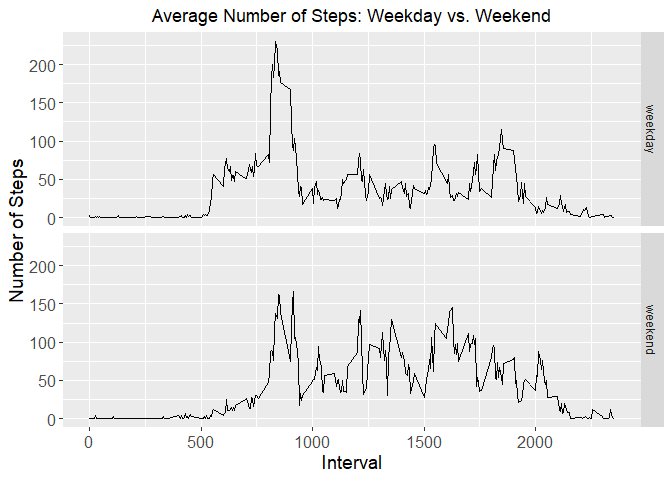 Average Number of Steps: Weekday vs. Weekend
Number of Steps
200
150
100
50
0
weekday
200
150
100
50
0
weekend
0 500 1000 1500 2000
Interval